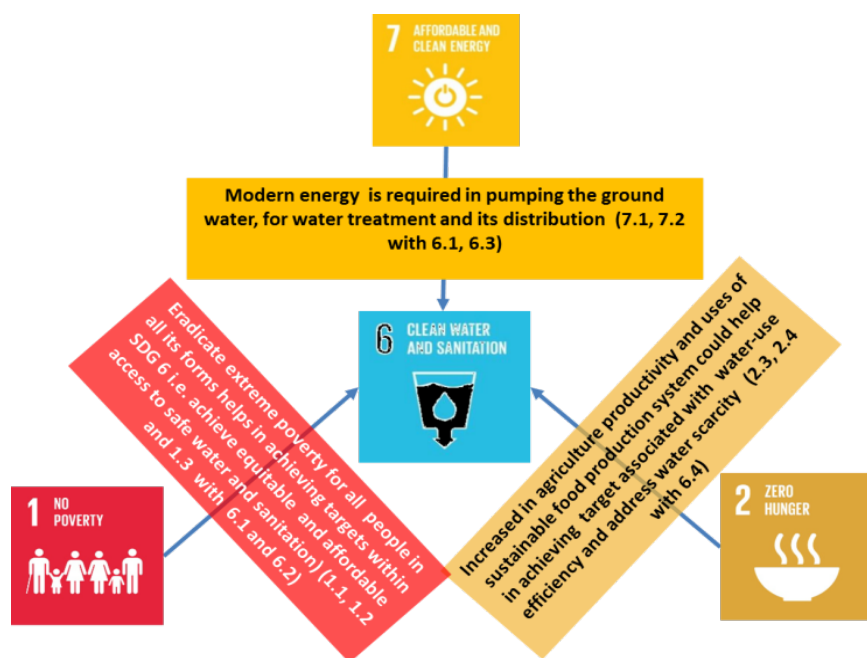 7 AFFORDABLE AND
CLEAN ENERGY
Modern energy is required in pumping the ground
water, for water treatment and its distribution (7.1, 7.2
with 6.1, 6.3)
6 CLEAN WATER
AND SANITATION
Eradicate extreme poverty for all people in
all its forms helps in achieving targets within
SDG 6 i.e. achieve equitable and affordable
access to safe water and sanitation) (1.1, 1.2
and 1.3 with 6.1 and 6.2)
Increased in agriculture productivity and uses of
sustainable food production system could help
in achieving target associated with water-use
efficiency and address water scarcity (2.3, 2.4
with 6.4)
1 NO
POVERTY
2 ZERO
HUNGER